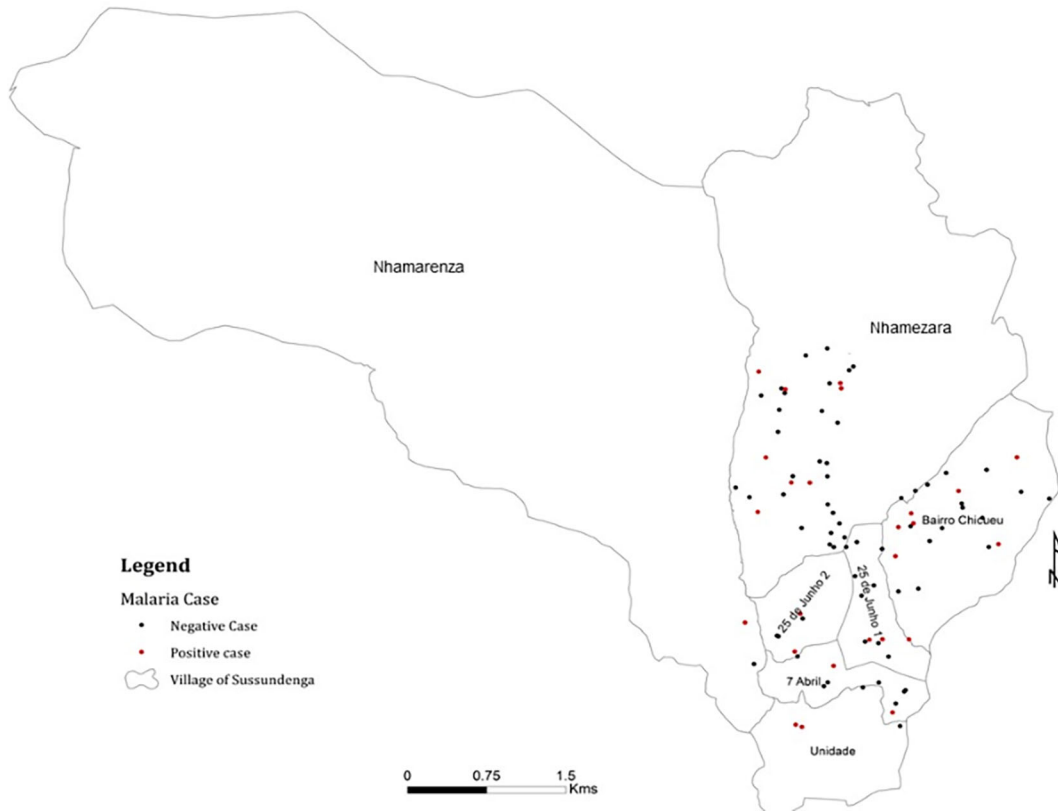 Nhamarenza
Nhamezara
Bairro Chicueu
25 de Junho 2
25 de Junho 1
7 Abril
Unidade
Legend
Malaria Case
Negative Case
Positive case
Village of Sussundenga
0 0.75 1.5
Kms